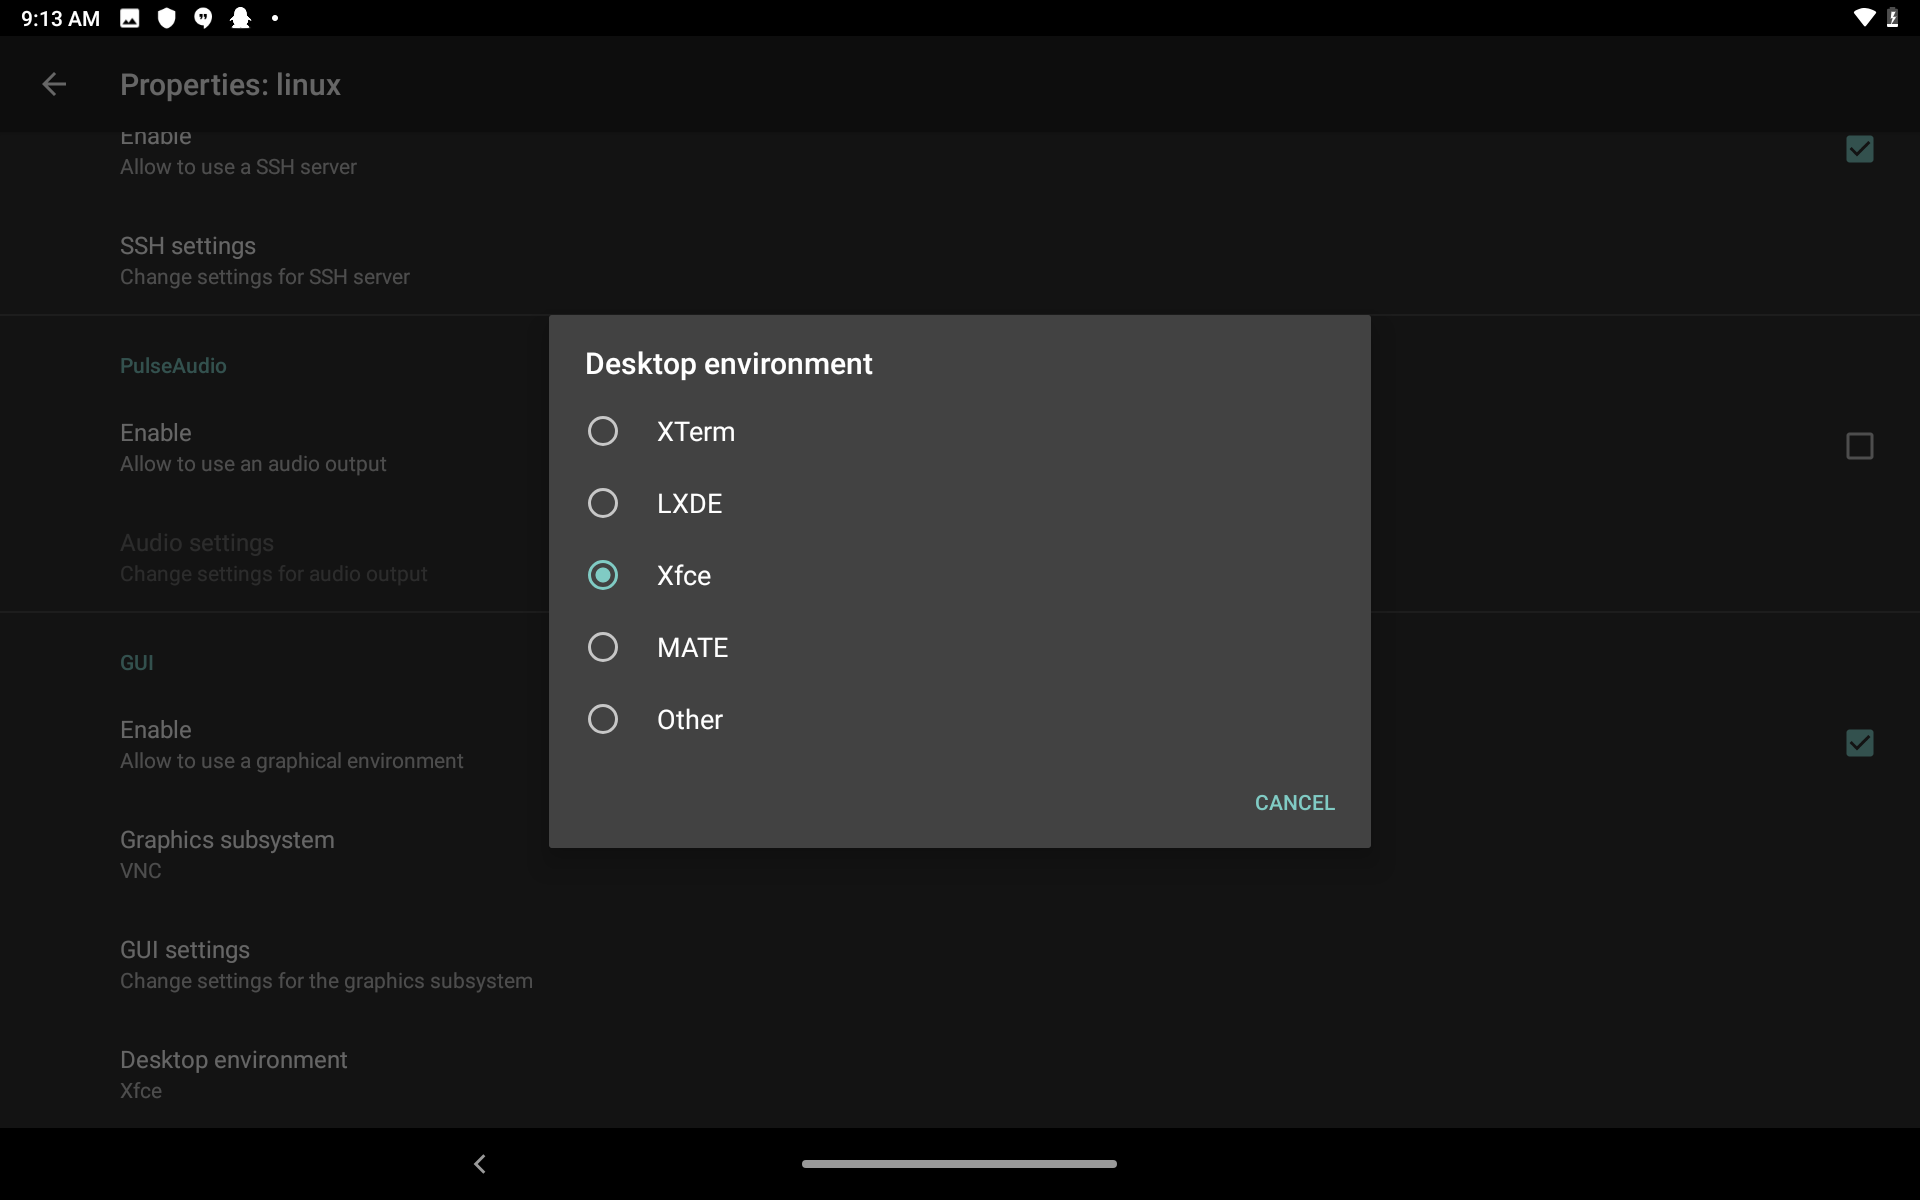 9:13 AM
Properties: linux
Enable
Allow to use a SSH server
SSH settings
Change settings for SSH server
PulseAudio
Enable
Allow to use an audio output
Audio settings
Change settings for audio output
GUI
Enable
Allow to use a graphical environment
Graphics subsystem
VNC
GUI settings
Change settings for the graphics subsystem
Desktop environment
Xfce
Desktop environment
XTerm
LXDE
Xfce
MATE
Other
CANCEL